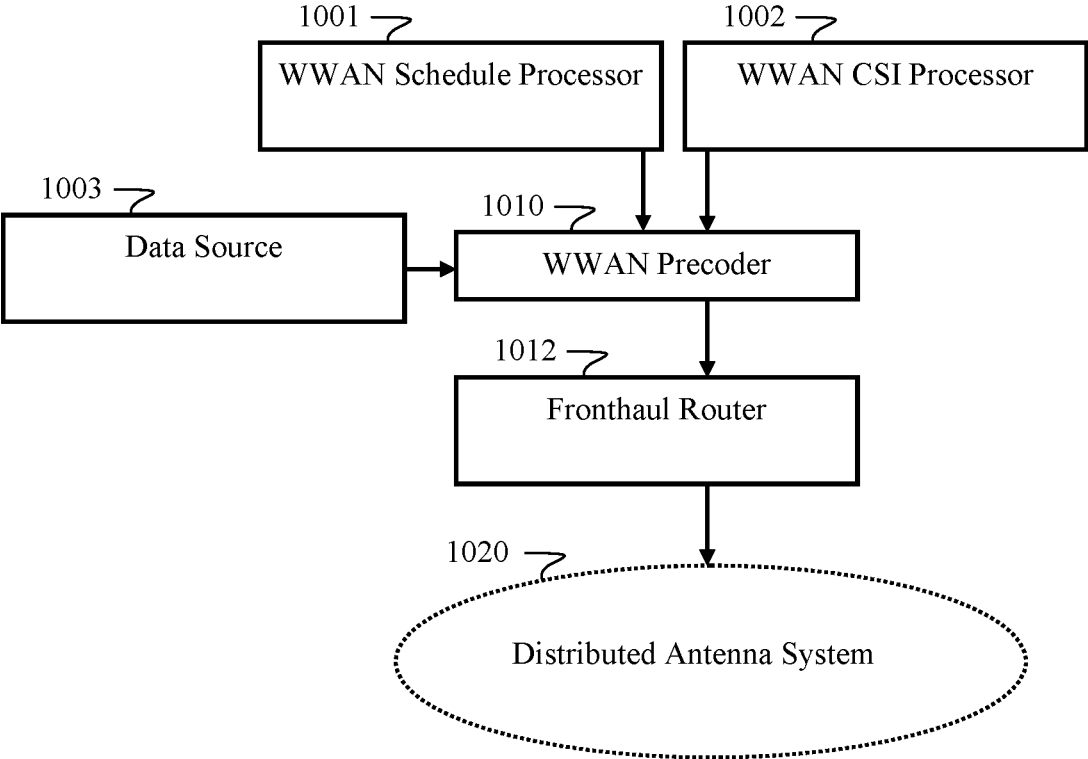 1001
1002
WWAN Schedule Processor
WWAN CSI Processor
1003
1010
Data Source
WWAN Precoder
1012
Fronthaul Router
1020
Distributed Antenna System